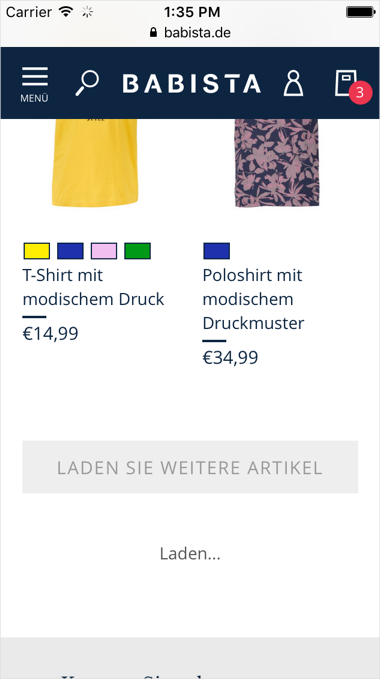 Carrier 1:35 PM
babista.de
MENÜ
BABISTA
3
T-Shirt mit
modischem Druck
€14,99
Poloshirt mit
modischem
Druckmuster
€34,99
LADEN SIE WEITERE ARTIKEL
Laden...